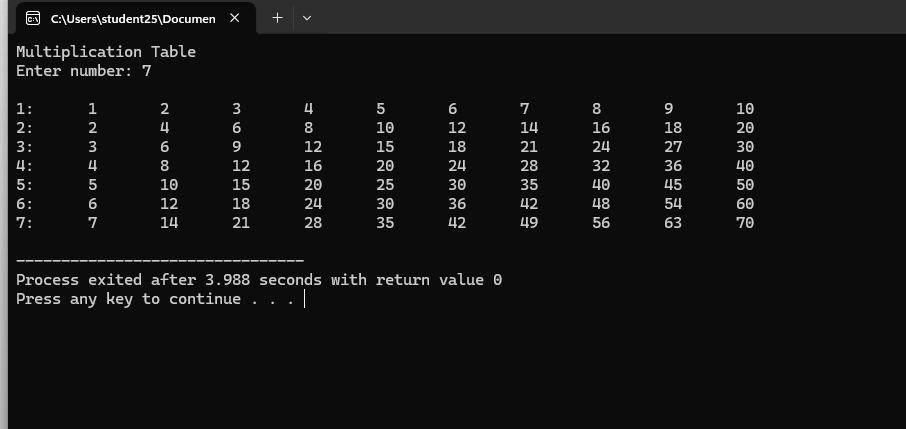 C:\Users\student25\Documen
Multiplication Table
Enter number: 7
1: 1 2 3 4 5 6 7 8 9 10
2: 2 4 6 8 10 12 14 16 18 20
3: 3 6 9 12 15 18 21 24 27 30
4: 4 8 12 16 20 24 28 32 36 40
5: 5 10 15 20 25 30 35 40 45 50
6: 6 12 18 24 30 36 42 48 54 60
7: 7 14 21 28 35 42 49 56 63 70
--------------------------------
Process exited after 3.988 seconds with return value 0
Press any key to continue . . .